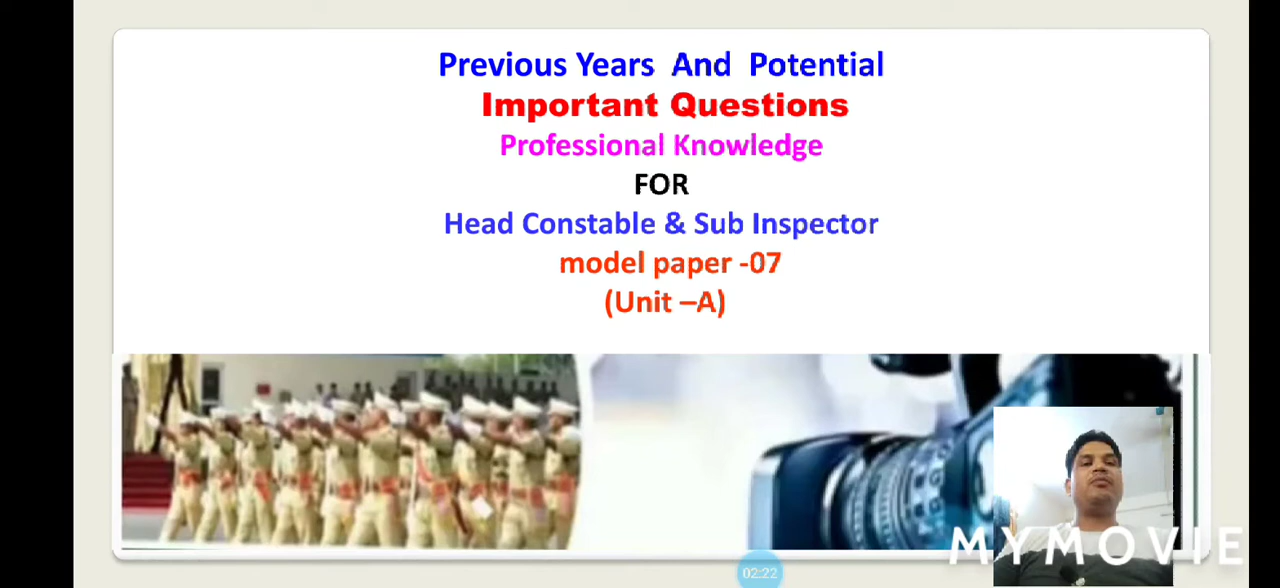 Previous Years And Potential
Important Questions
Professional Knowledge
FOR
Head Constable & Sub Inspector
model paper -07
(Unit –A)
MYMOVIE
02:22